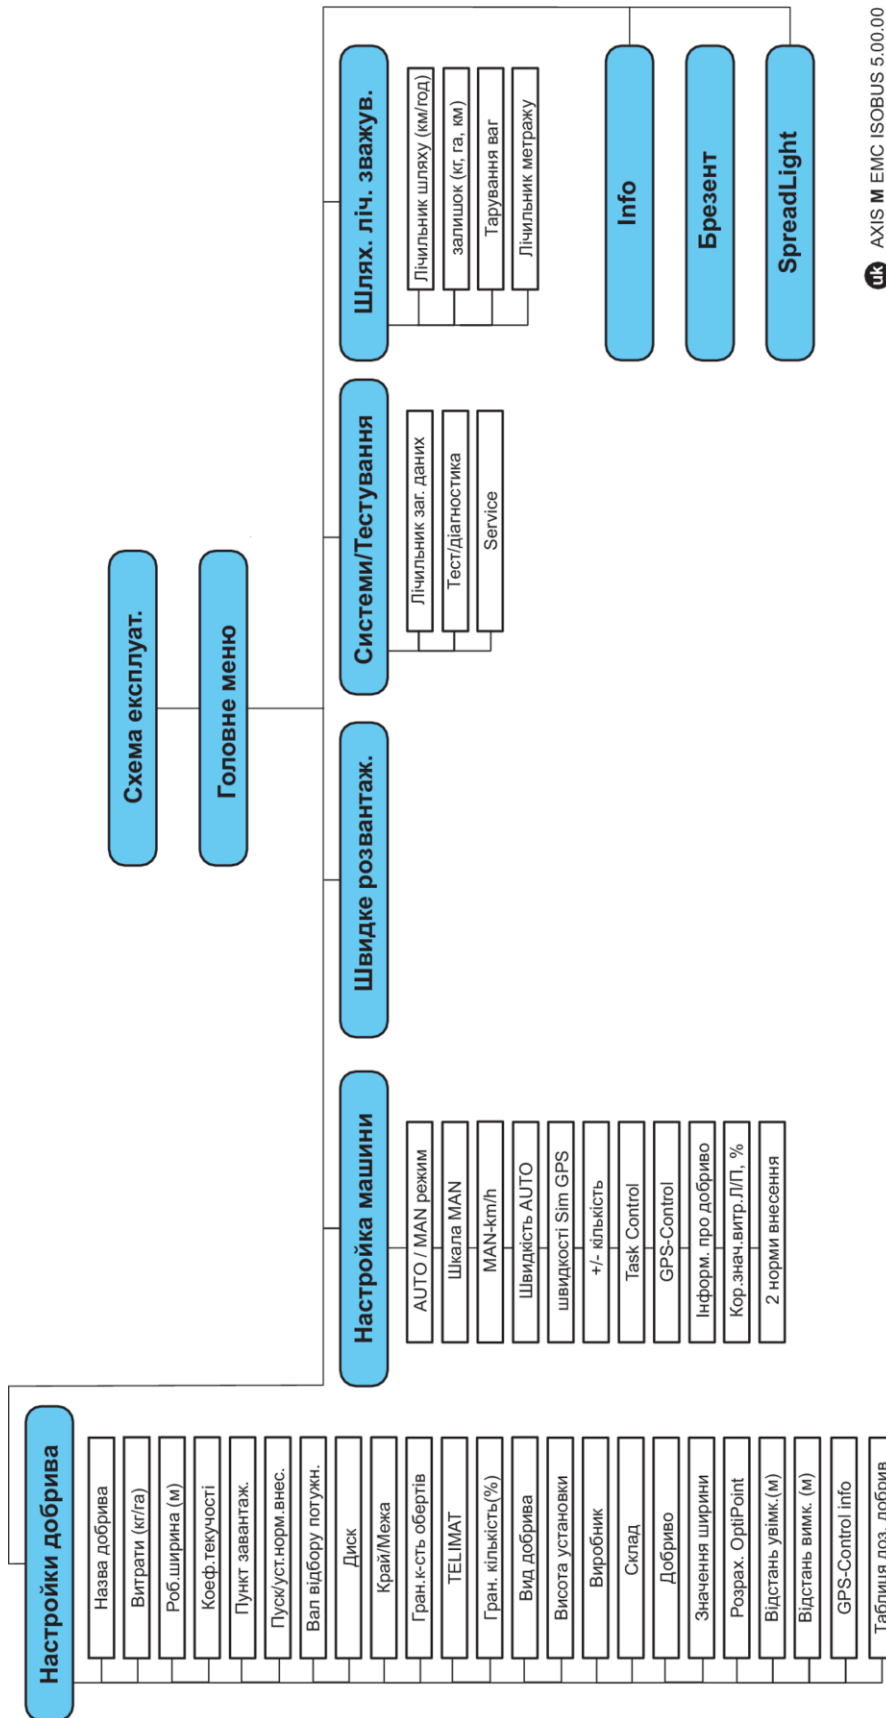 Схема експлуат.
Головне меню
Настройки добрива
Назва добрива
Витрати (кг/га)
Роб.ширина (м)
Коеф.текучості
Пункт завантаж.
Пуск/уст.норм.внес.
Вал відбору потужн.
Диск
Край/Межа
Гран.к-сть обертів
TELIMAT
Гран. кількість(%)
Вид добрива
Висота установки
Виробник
Склад
Добриво
Значення ширини
Розрах. OptiPoint
Відстань увімк.(м)
Відстань вимк. (м)
GPS-Control info
Таблиця доз. добрив
Настройка машини
AUTO / MAN режим
Шкала MAN
MAN-km/h
Швидкість AUTO
швидкості Sim GPS
+/- кількість
Task Control
GPS-Control
Інформ. про добриво
Кор.знач.витр.Л/П, %
2 норми внесення
Швидке розвантаж.
Системи/Тестування
Лічильник заг. даних
Тест/діагностика
Service
Шлях. ліч. зважув.
Лічильник шляху (км/год)
залишок (кг, га, км)
Тарування ваг
Лічильник метражу
Info
Брезент
SpreadLight
uk AXIS M EMC ISOBUS 5.00.00